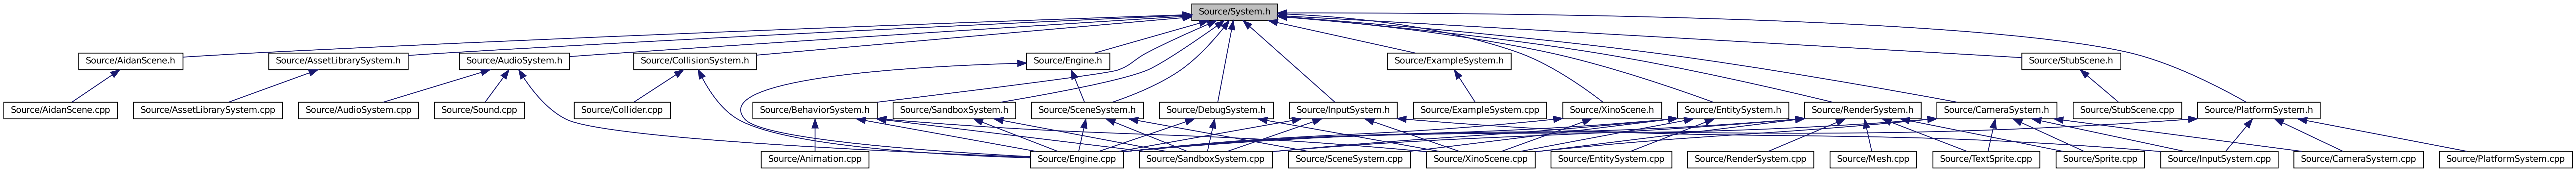 Source/System.h
Source/AidanScene.h
Source/AssetLibrarySystem.h
Source/AudioSystem.h
Source/CollisionSystem.h
Source/Engine.h
Source/ExampleSystem.h
Source/StubScene.h
Source/AidanScene.cpp
Source/AssetLibrarySystem.cpp
Source/AudioSystem.cpp
Source/Sound.cpp
Source/Collider.cpp
Source/BehaviorSystem.h
Source/SandboxSystem.h
Source/SceneSystem.h
Source/DebugSystem.h
Source/InputSystem.h
Source/ExampleSystem.cpp
Source/XinoScene.h
Source/EntitySystem.h
Source/RenderSystem.h
Source/CameraSystem.h
Source/StubScene.cpp
Source/PlatformSystem.h
Source/Animation.cpp
Source/Engine.cpp
Source/SandboxSystem.cpp
Source/SceneSystem.cpp
Source/XinoScene.cpp
Source/EntitySystem.cpp
Source/RenderSystem.cpp
Source/Mesh.cpp
Source/TextSprite.cpp
Source/Sprite.cpp
Source/InputSystem.cpp
Source/CameraSystem.cpp
Source/PlatformSystem.cpp